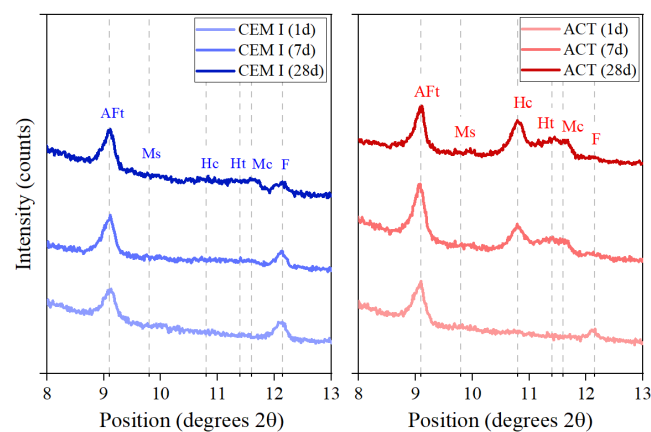 CEM I (1d)
CEM I (7d)
CEM I (28d)
AFt
Ms
Hc
Ht
Mc
F
Intensity (counts)
8
9
10
11
12
13
Position (degrees 2θ)
ACT (1d)
ACT (7d)
ACT (28d)
AFt
Ms
Hc
Ht
Mc
F
8
9
10
11
12
13
Position (degrees 2θ)